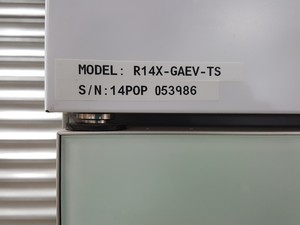 MODEL: R14X-GAEV-TS
S/N:14POP 053986